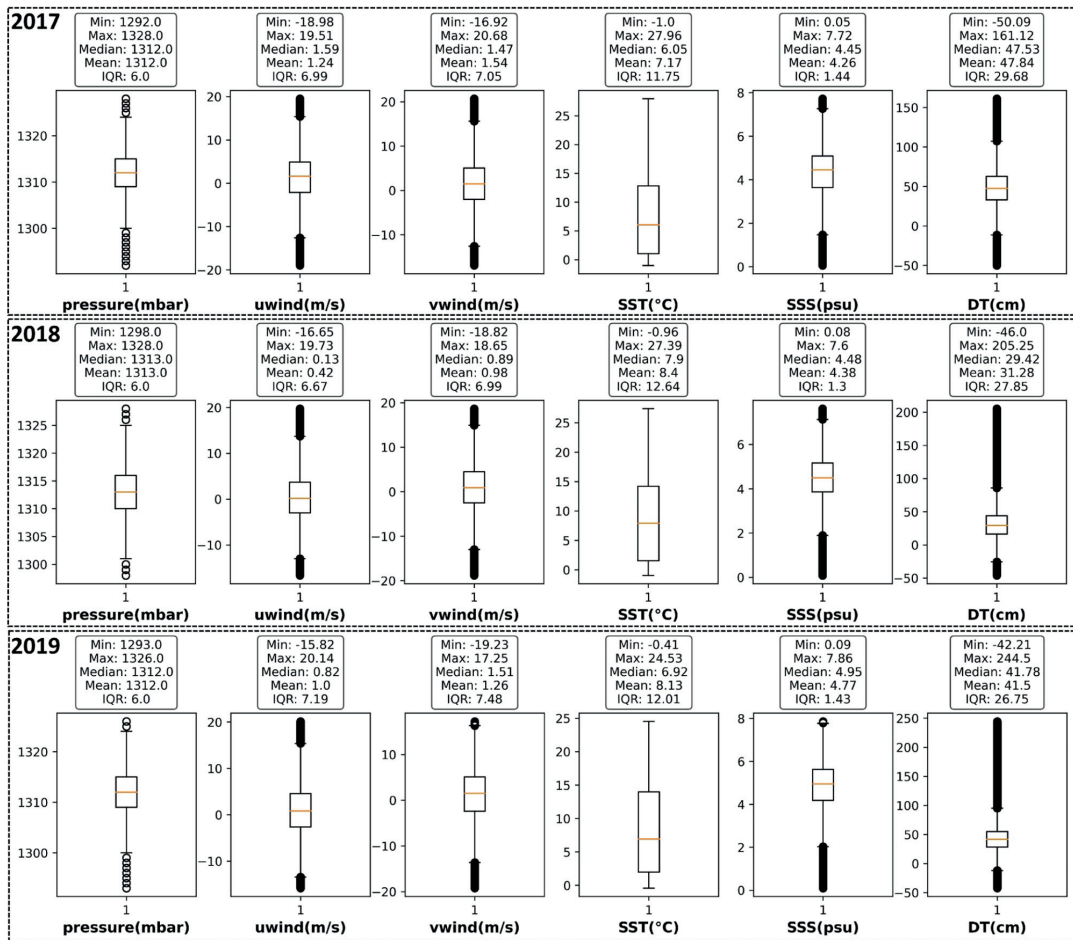 2017
Min: 1292.0
Max: 1328.0
Median: 1312.0
Mean: 1312.0
IQR: 6.0
Min: -18.98
Max: 19.51
Median: 1.59
Mean: 1.24
IQR: 6.99
Min: -16.92
Max: 20.68
Median: 1.47
Mean: 1.54
IQR: 7.05
Min: -1.0
Max: 27.96
Median: 6.05
Mean: 7.17
IQR: 11.75
Min: 0.05
Max: 7.72
Median: 4.45
Mean: 4.26
IQR: 1.44
Min: -50.09
Max: 161.12
Median: 47.53
Mean: 47.84
IQR: 29.68
1320
1310
1300
1
pressure(mbar)
20
10
0
−10
−20
1
uwind(m/s)
20
10
0
−10
1
vwind(m/s)
25
20
15
10
5
0
1
SST(°C)
8
6
4
2
0
1
SSS(psu)
150
100
50
0
−50
1
DT(cm)
2018
Min: 1298.0
Max: 1328.0
Median: 1313.0
Mean: 1313.0
IQR: 6.0
Min: -16.65
Max: 19.73
Median: 0.13
Mean: 0.42
IQR: 6.67
Min: -18.82
Max: 18.65
Median: 0.89
Mean: 0.98
IQR: 6.99
Min: -0.96
Max: 27.39
Median: 7.9
Mean: 8.4
IQR: 12.64
Min: 0.08
Max: 7.6
Median: 4.48
Mean: 4.38
IQR: 1.3
Min: -46.0
Max: 205.25
Median: 29.42
Mean: 31.28
IQR: 27.85
1325
1320
1315
1310
1305
1300
1
pressure(mbar)
20
10
0
−10
1
uwind(m/s)
20
10
0
−10
−20
1
vwind(m/s)
25
20
15
10
5
0
1
SST(°C)
6
4
2
0
1
SSS(psu)
200
150
100
50
0
−50
1
DT(cm)
2019
Min: 1293.0
Max: 1326.0
Median: 1312.0
Mean: 1312.0
IQR: 6.0
Min: -15.82
Max: 20.14
Median: 0.82
Mean: 1.0
IQR: 7.19
Min: -19.23
Max: 17.25
Median: 1.51
Mean: 1.26
IQR: 7.48
Min: -0.41
Max: 24.53
Median: 6.92
Mean: 8.13
IQR: 12.01
Min: 0.09
Max: 7.86
Median: 4.95
Mean: 4.77
IQR: 1.43
Min: -42.21
Max: 244.5
Median: 41.78
Mean: 41.5
IQR: 26.75
1320
1310
1300
1
pressure(mbar)
20
10
0
−10
1
uwind(m/s)
10
0
−10
−20
1
vwind(m/s)
25
20
15
10
5
0
1
SST(°C)
8
6
4
2
0
1
SSS(psu)
250
200
150
100
50
0
−50
1
DT(cm)